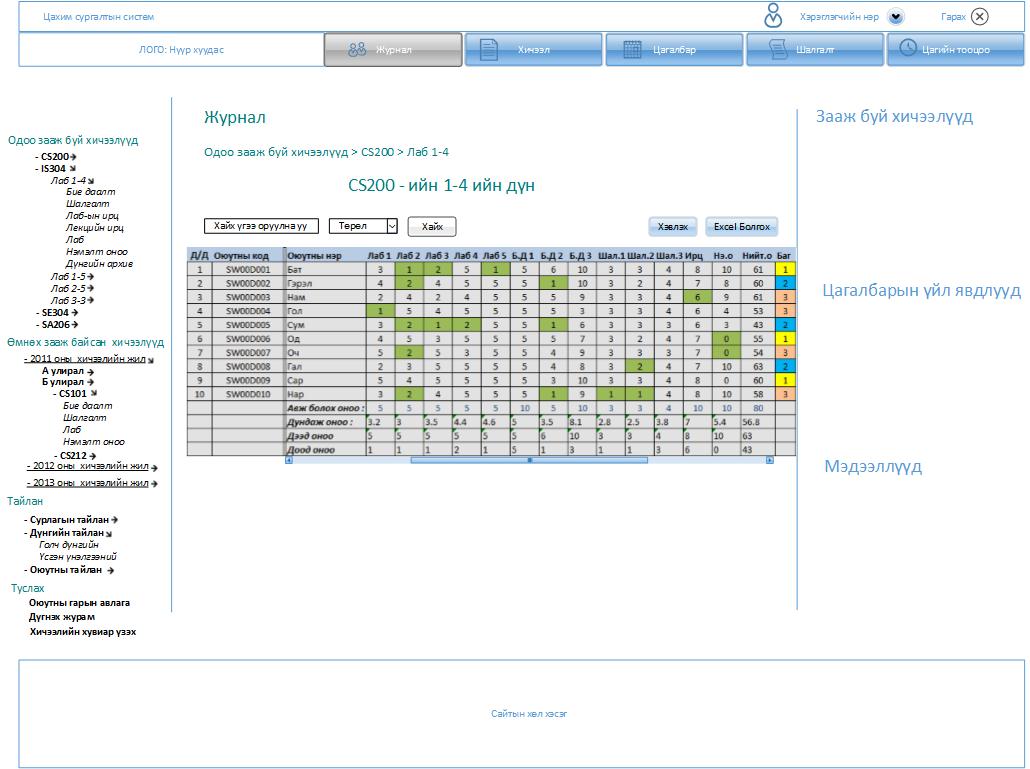 Цахим сургалтын систем
Хэрэглэгчийн нэр
Гарах
ЛОГО: Нүүр хуудас
Журнал
Хичээл
Цагалбар
Шалгалт
Цагийн тооцоо
Одоо зааж буй хичээлүүд
- CS200
- IS304
Лаб 1-4
Бие даалт
Шалгалт
Лаб-ын ирц
Лекцийн ирц
Лаб
Нэмэлт оноо
Дүнгийн архив
Лаб 1-5
Лаб 2-5
Лаб 3-3
- SE304
- SA206
Өмнөх зааж байсан хичээлүүд
- 2011 оны хичээлийн жил
А улирал
Б улирал
- CS101
Бие даалт
Шалгалт
Лаб
Нэмэлт оноо
- CS212
- 2012 оны хичээлийн жил
- 2013 оны хичээлийн жил
Тайлан
- Сурлагын тайлан
- Дүнгийн тайлан
Голч дүнгийн
Үсгэн үнэлгээний
- Оюутны тайлан
Туслах
Оюутны гарын авлага
Дүгнэх журам
Хичээлийн хувиар үзэх
Журнал
Одоо зааж буй хичээлүүд > CS200 > Лаб 1-4
CS200 - ийн 1-4 ийн дүн
Хайх үгээ оруулна уу
Төрөл
Хайх
Хэвлэх
Excel Болгох
Д/Д Оюутны код Оюутны нэр Лаб 1 Лаб 2 Лаб 3 Лаб 4 Лаб 5 Б.Д 1 Б.Д 2 Б.Д 3 Шал.1 Шал.2 Шал.3 Ирц Нэ.о Нийт.о Баг
1 SW00D001 Бат 3 1 2 5 1 5 6 10 3 3 4 8 10 61 1
2 SW00D002 Гэрэл 4 2 4 5 5 5 1 10 3 2 4 7 8 60 2
3 SW00D003 Нам 2 4 2 4 5 5 5 9 3 3 4 6 9 61 3
4 SW00D004 Гол 1 5 4 5 5 5 5 3 3 3 4 6 4 53 3
5 SW00D005 Сум 3 2 1 2 5 5 1 6 3 3 3 6 3 43 2
6 SW00D006 Од 4 5 3 5 5 5 5 7 3 2 4 7 0 55 1
7 SW00D007 Оч 5 2 5 3 5 5 4 9 3 3 3 7 0 54 3
8 SW00D008 Гал 2 3 5 5 5 5 4 8 3 2 4 7 10 63 2
9 SW00D009 Сар 5 4 5 5 5 5 3 10 3 3 4 8 0 60 1
10 SW00D010 Нар 3 2 4 5 5 5 1 9 1 1 4 8 10 58 3
Авж болох оноо : 5 5 5 5 5 10 5 10 3 3 4 10 10 80
Дундаж оноо : 3.2 3 3.5 4.4 4.6 5 3.5 8.1 2.8 2.5 3.8 7 5.4 56.8
Дээд оноо 5 5 5 5 5 5 6 10 3 3 4 8 10 63
Доод оноо 1 1 1 2 1 5 1 3 1 1 3 6 0 43
Зааж буй хичээлүүд
Цагалбарын үйл явдлууд
Мэдээллүүд
Сайтын хөл хэсэг